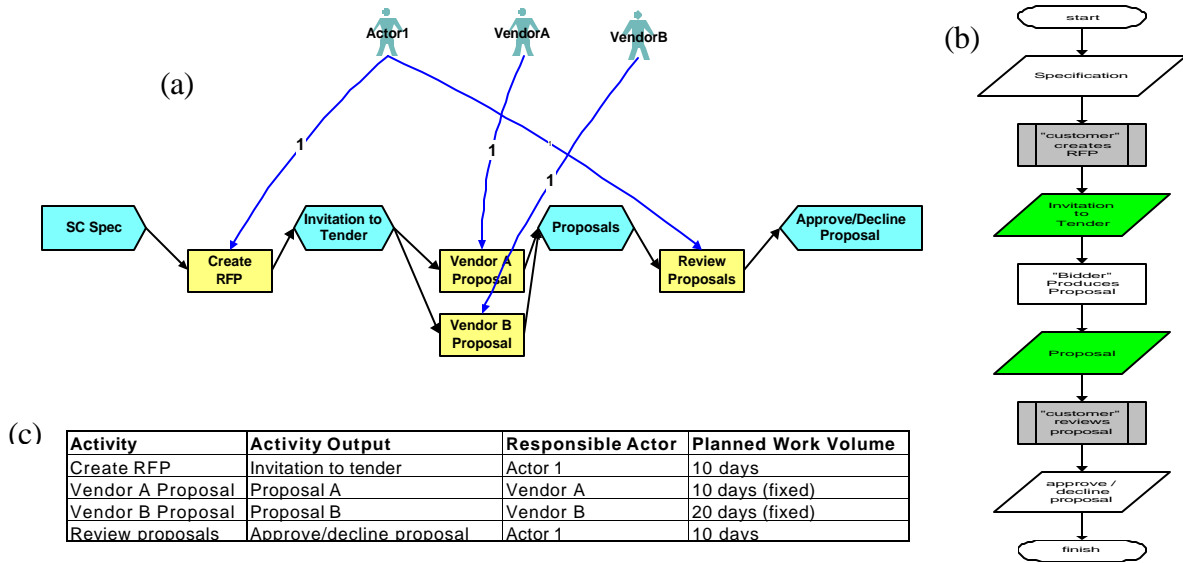 Actor1
VendorA
VendorB
(a)
1
1
1
1
SC Spec
Invitation to
Tender
Proposals
Approve/Decline
Proposal
Create
RFP
Vendor A
Proposal
Review
Proposals
Vendor B
Proposal
(b)
start
Specification
"customer"
creates
RFP
Invitation
to
Tender
"Bidder"
Produces
Proposal
Proposal
"customer"
reviews
proposal
approve /
decline
proposal
finish
(c)
Activity Activity Output Responsible Actor Planned Work Volume
Create RFP Invitation to tender Actor 1 10 days
Vendor A Proposal Proposal A Vendor A 10 days (fixed)
Vendor B Proposal Proposal B Vendor B 20 days (fixed)
Review proposals Approve/decline proposal Actor 1 10 days